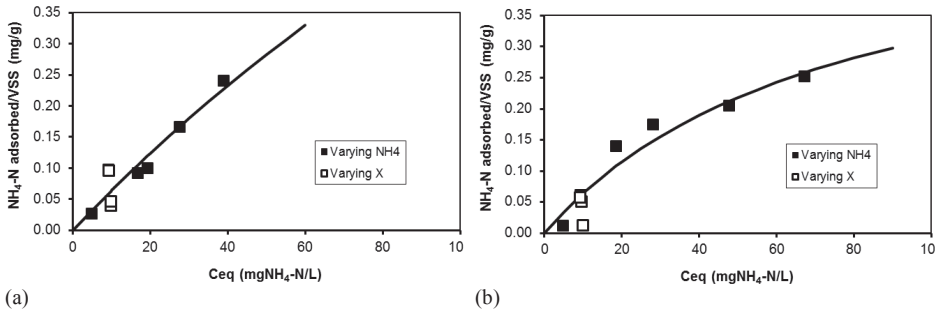 0.35
0.30
0.25
0.20
0.15
0.10
0.05
0.00
NH₄-N adsorbed/VSS (mg/g)
Varying NH4
Varying X
0 20 40 60 80 10
Ceq (mgNH₄-N/L)
(a)
0.35
0.30
0.25
0.20
0.15
0.10
0.05
0.00
NH₄-N adsorbed/VSS (mg/g)
Varying NH4
Varying X
0 20 40 60 80 10
Ceq (mgNH₄-N/L)
(b)